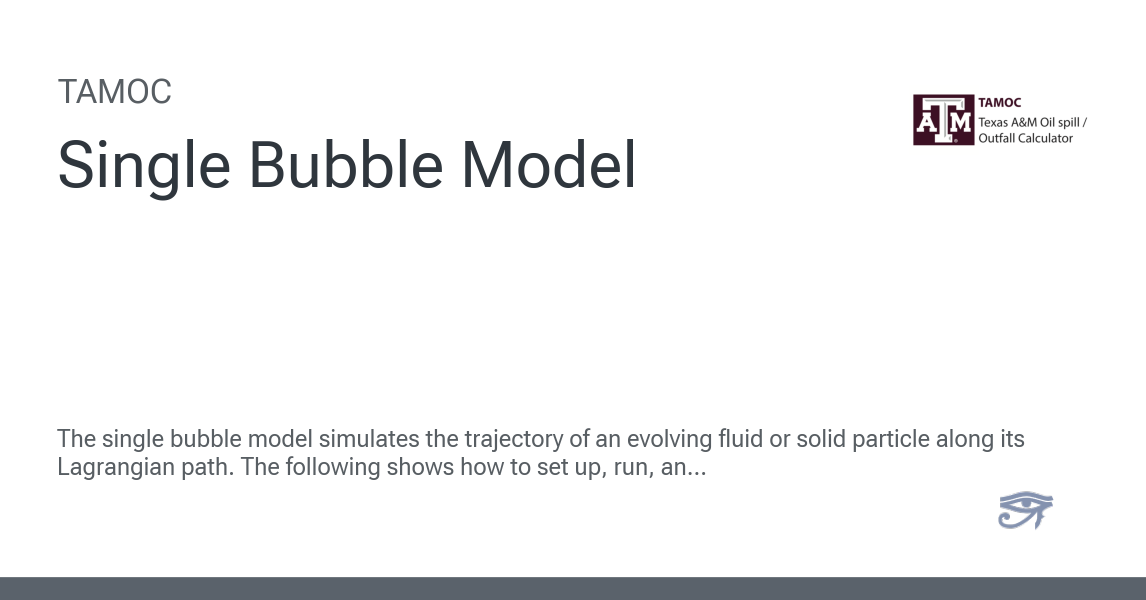 TAMOC
Single Bubble Model
ATM
TAMOC
Texas A&M Oil spill /
Outfall Calculator
The single bubble model simulates the trajectory of an evolving fluid or solid particle along its
Lagrangian path. The following shows how to set up, run, an...